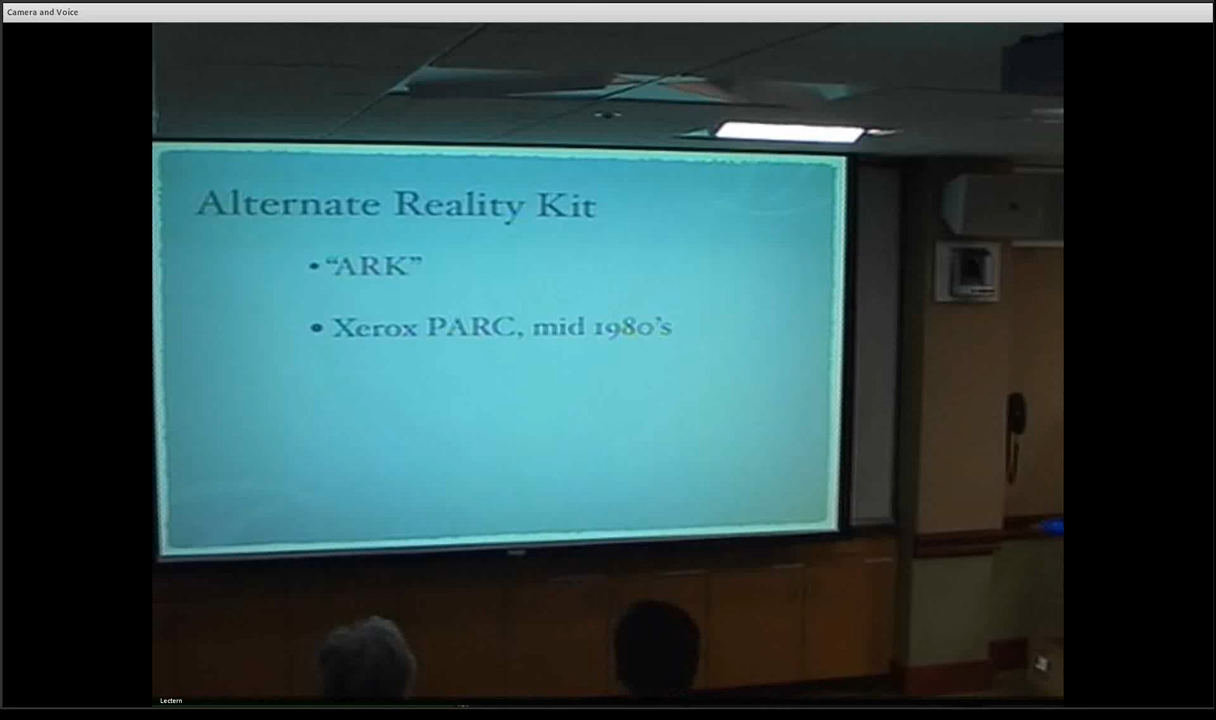 Camera and Voice
Alternate Reality Kit
• “ARK”
• Xerox PARC, mid 1980’s
Lectern